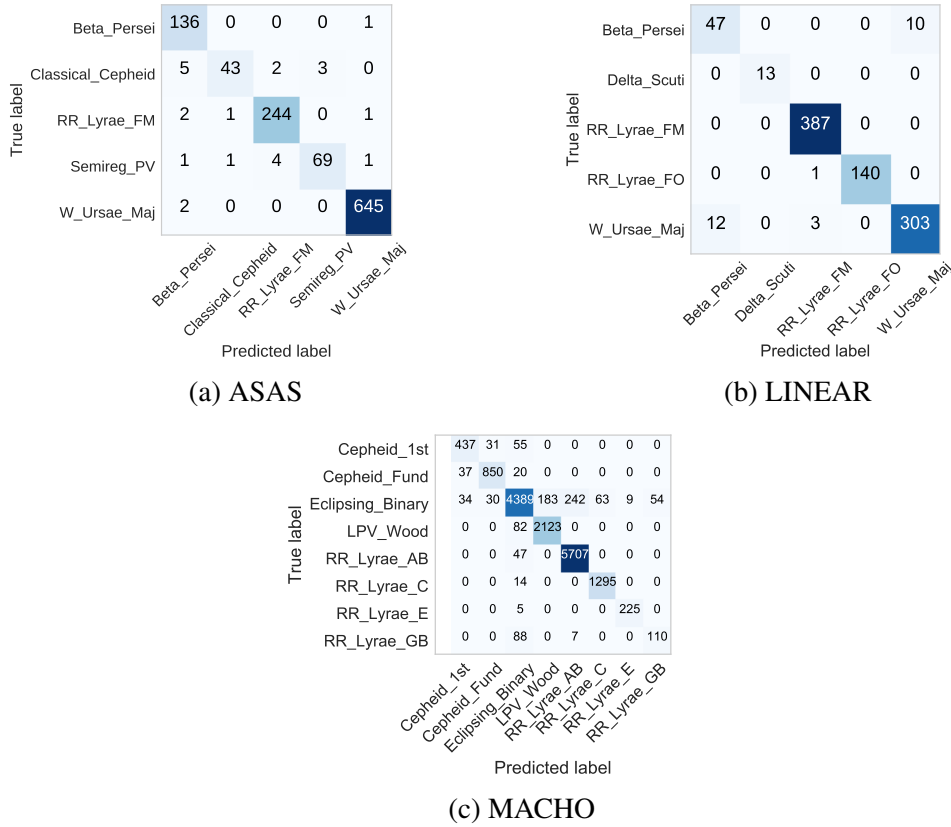 True label
Beta_Persei 136 0 0 0 1
Classical_Cepheid 5 43 2 3 0
RR_Lyrae_FM 2 1 244 0 1
Semireg_PV 1 1 4 69 1
W_Ursae_Maj 2 0 0 0 645
Beta_Persei Classical_Cepheid RR_Lyrae_FM Semireg_PV W_Ursae_Maj
Predicted label
(a) ASAS
True label
Beta_Persei 47 0 0 0 10
Delta_Scuti 0 13 0 0 0
RR_Lyrae_FM 0 0 387 0 0
RR_Lyrae_FO 0 0 1 140 0
W_Ursae_Maj 12 0 3 0 303
Beta_Persei Delta_Scuti RR_Lyrae_FM RR_Lyrae_FO W_Ursae_Maj
Predicted label
(b) LINEAR
True label
Cepheid_1st 437 31 55 0 0 0 0 0
Cepheid_Fund 37 850 20 0 0 0 0 0
Eclipsing_Binary 34 30 4389 183 242 63 9 54
LPV_Wood 0 0 82 2123 0 0 0 0
RR_Lyrae_AB 0 0 47 0 5707 0 0 0
RR_Lyrae_C 0 0 14 0 0 1295 0 0
RR_Lyrae_E 0 0 5 0 0 0 225 0
RR_Lyrae_GB 0 0 88 0 7 0 0 110
Cepheid_1st Cepheid_Fund Eclipsing_Binary LPV_Wood RR_Lyrae_AB RR_Lyrae_C RR_Lyrae_E RR_Lyrae_GB
Predicted label
(c) MACHO